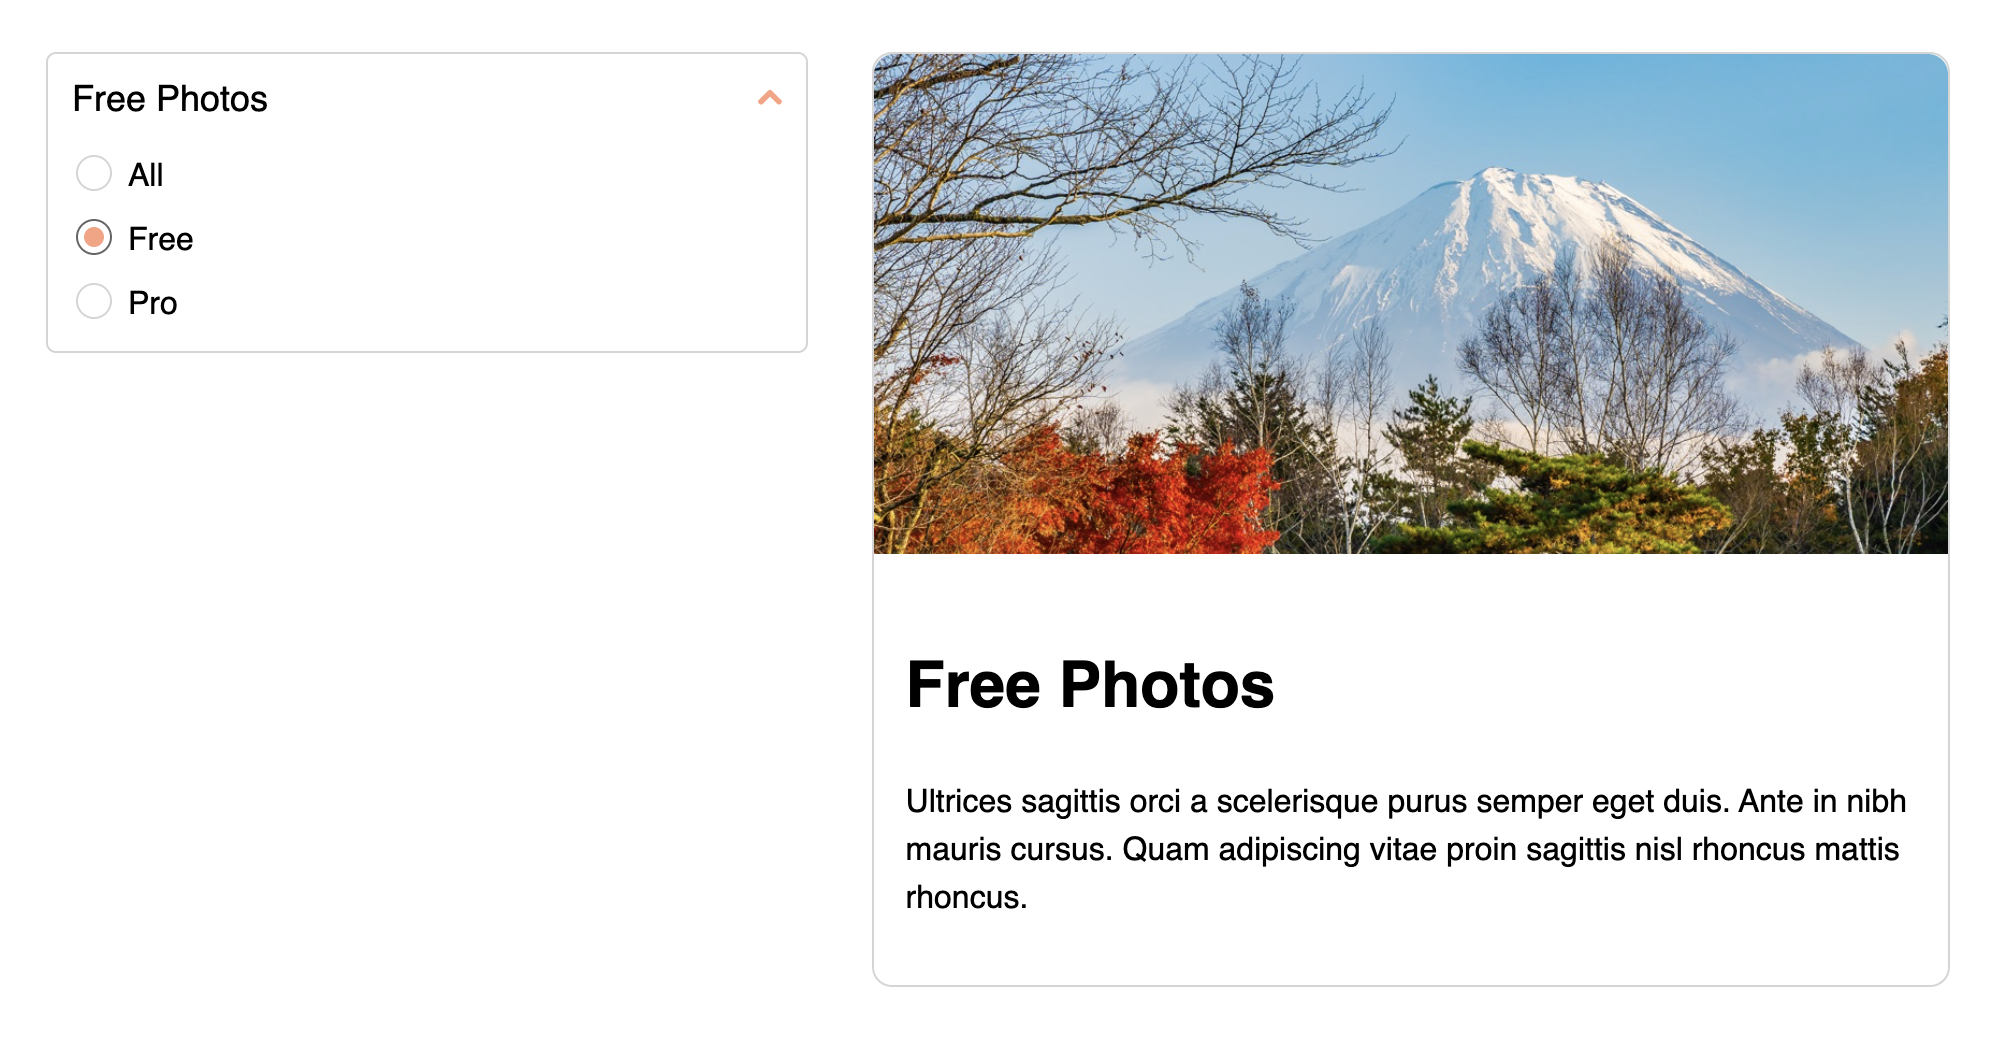 Free Photos
All
Free
Pro
Free Photos
Ultrices sagittis orci a scelerisque purus semper eget duis. Ante in nibh
mauris cursus. Quam adipiscing vitae proin sagittis nisl rhoncus mattis
rhoncus.